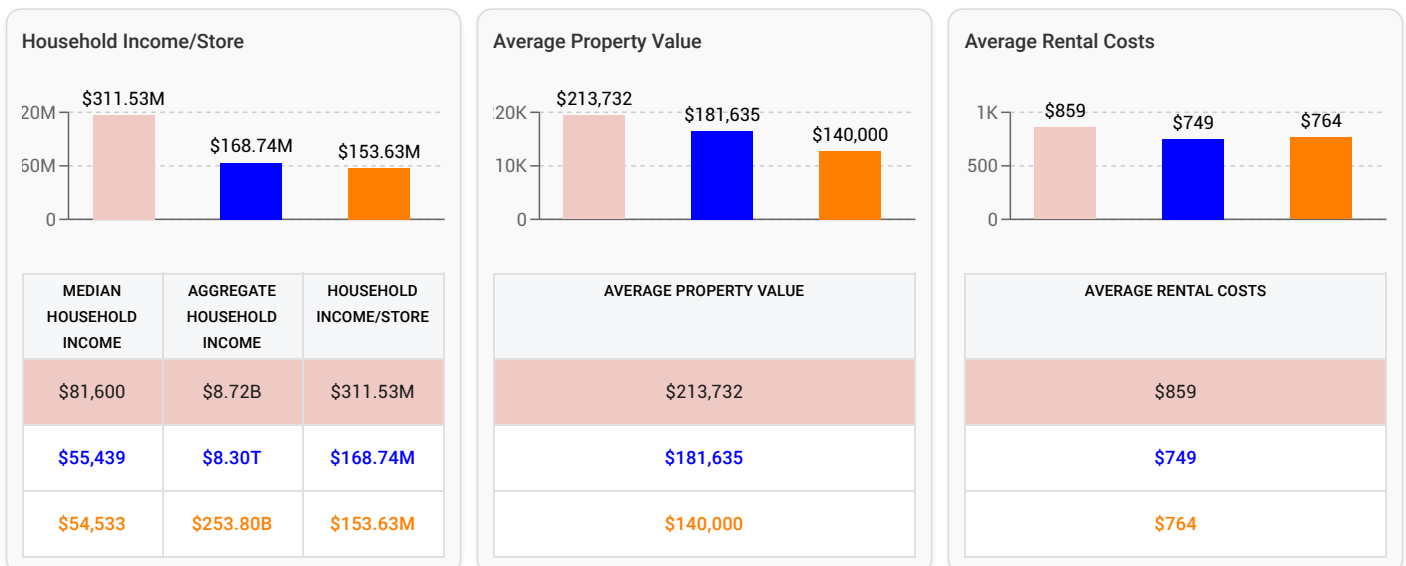 Household Income/Store
$311.53M
20M
$168.74M
$153.63M
60M
0
MEDIAN HOUSEHOLD INCOME
AGGREGATE HOUSEHOLD INCOME
HOUSEHOLD INCOME/STORE
$81,600 $8.72B $311.53M
$55,439 $8.30T $168.74M
$54,533 $253.80B $153.63M
Average Property Value
$213,732
20K
$181,635
$140,000
10K
0
AVERAGE PROPERTY VALUE
$213,732
$181,635
$140,000
Average Rental Costs
1K
$859
$749
$764
500
0
AVERAGE RENTAL COSTS
$859
$749
$764